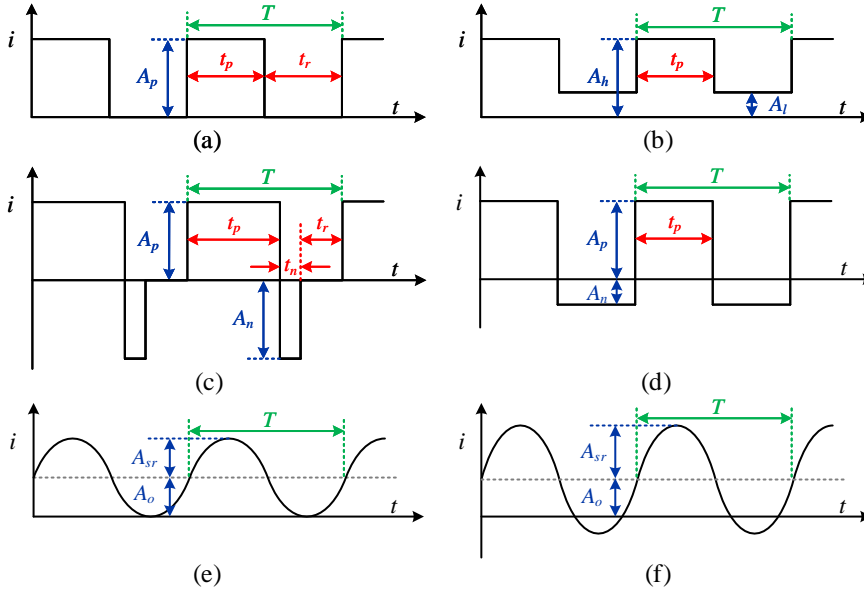 T
i
A_p
t_p
t_r
t
(a)
T
i
A_h
t_p
A_l
t
(b)
T
i
A_p
t_p
t_r
t_n
t
A_n
(c)
T
i
A_p
t_p
t
A_n
(d)
T
i
A_sr
A_o
t
(e)
T
i
A_sr
A_o
t
(f)